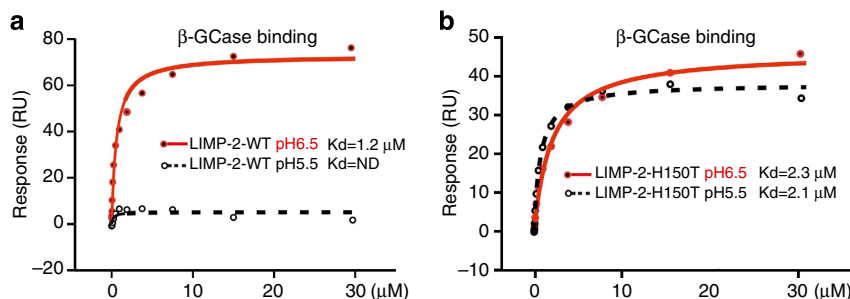 a
β-GCase binding
80
60
40
20
0
−20
Response (RU)
LIMP-2-WT pH6.5 Kd=1.2 μM
LIMP-2-WT pH5.5 Kd=ND
0 10 20 30 (μM)
b
β-GCase binding
50
40
30
20
10
0
−10
Response (RU)
LIMP-2-H150T pH6.5 Kd=2.3 μM
LIMP-2-H150T pH5.5 Kd=2.1 μM
0 10 20 30 (μM)